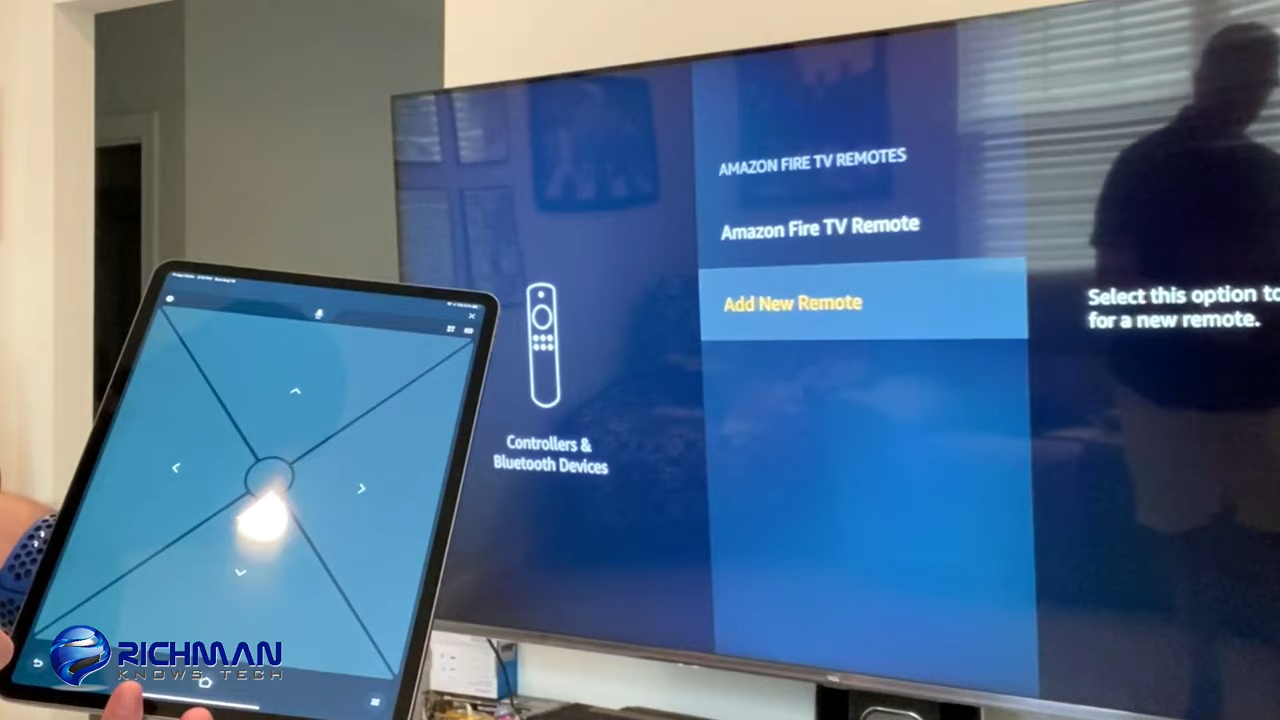 AMAZON FIRE TV REMOTES
Amazon Fire TV Remote
Add New Remote
Select this option to
for a new remote.
Controllers &
Bluetooth Devices
RICHMAN
KNOWS TECH